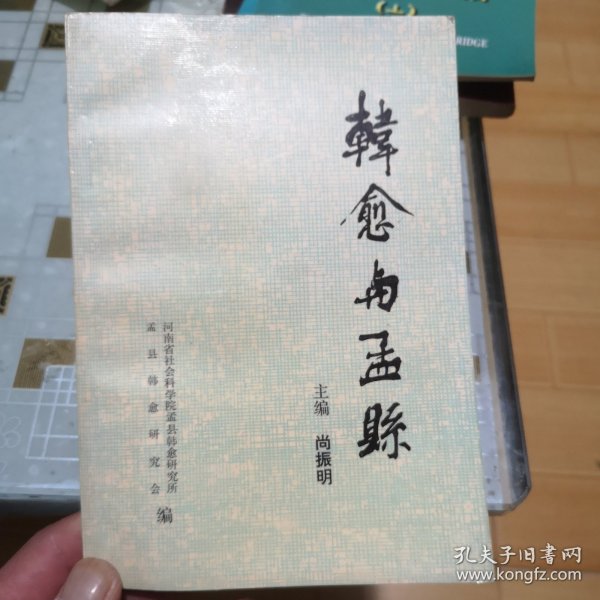 韓愈与孟縣
主编 尚振明
河南省社会科学院孟县韩愈研究所
孟县韩愈研究会
编
RIDGE
孔夫子旧书网
www.kongfz.com